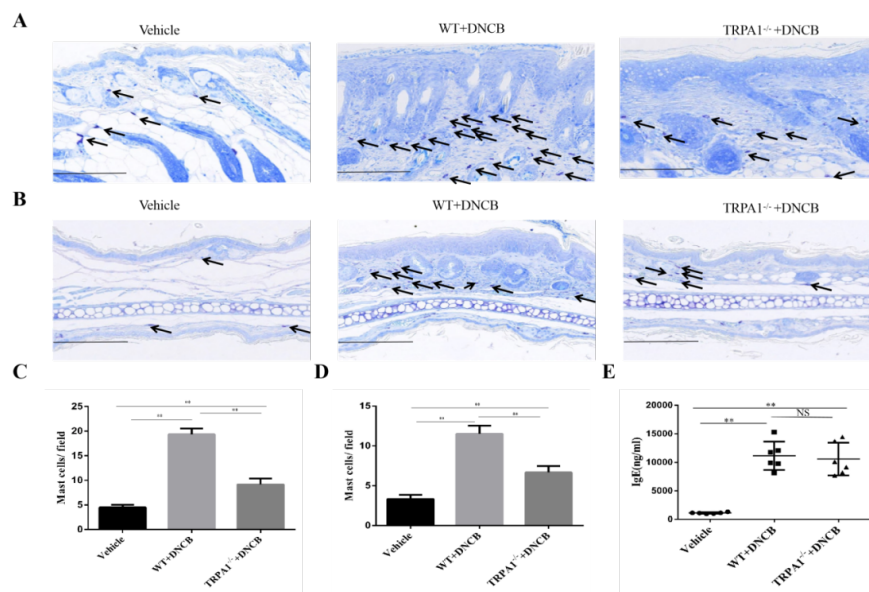 A
Vehicle
WT+DNCB
TRPA1-/-+DNCB
B
Vehicle
WT+DNCB
TRPA1-/-+DNCB
C
D
E
**
**
**
Mast cells/ field
25
20
15
10
5
0
Vehicle
WT+DNCB
TRPA1-/-+DNCB
**
**
**
Mast cells/ field
15
10
5
0
Vehicle
WT+DNCB
TRPA1-/-+DNCB
**
**
NS
IgE(ng/ml)
20000
15000
10000
5000
0
Vehicle
WT+DNCB
TRPA1-/-+DNCB